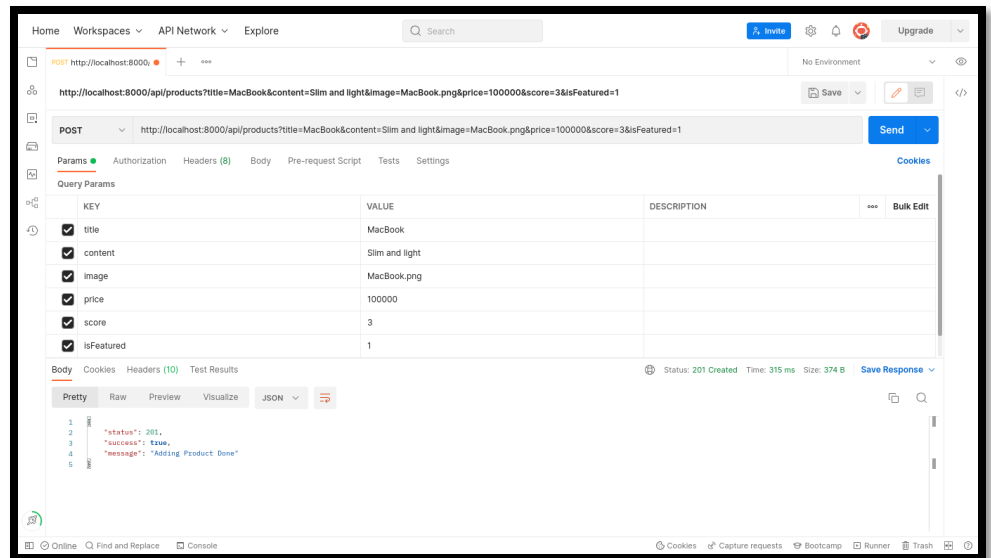 Home Workspaces API Network Explore Search Invite Upgrade
POST http://localhost:8000/ No Environment
http://localhost:8000/api/products?title=MacBook&content=Slim and light&image=MacBook.png&price=100000&score=3&isFeatured=1 Save
POST http://localhost:8000/api/products?title=MacBook&content=Slim and light&image=MacBook.png&price=100000&score=3&isFeatured=1 Send
Params Authorization Headers (8) Body Pre-request Script Tests Settings Cookies
Query Params
KEY VALUE DESCRIPTION Bulk Edit
title MacBook
content Slim and light
image MacBook.png
price 100000
score 3
isFeatured 1
Body Cookies Headers (10) Test Results Status: 201 Created Time: 315 ms Size: 374 B Save Response
Pretty Raw Preview Visualize JSON
1 {
2 "status": 201,
3 "success": true,
4 "message": "Adding Product Done"
5 }
Online Find and Replace Console Cookies Capture requests Bootcamp Runner Trash